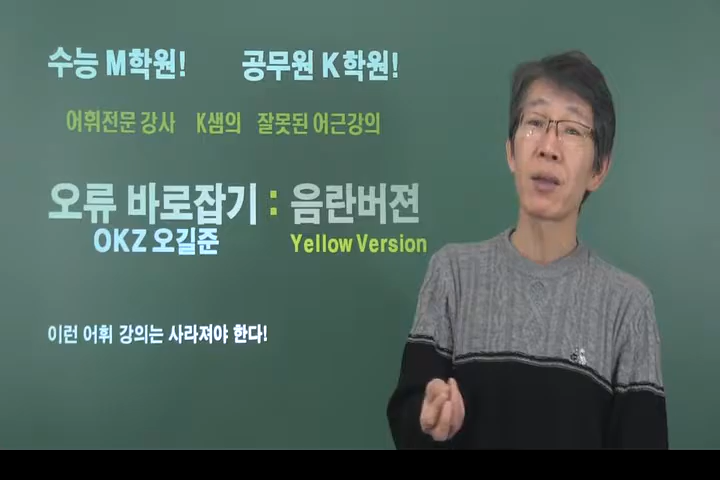 수능 M학원! 공무원 K학원!
어휘전문 강사 K샘의 잘못된 어근강의
오류 바로잡기 : 음란버젼
OKZ 오길준 Yellow Version
이런 어휘 강의는 사라져야 한다!